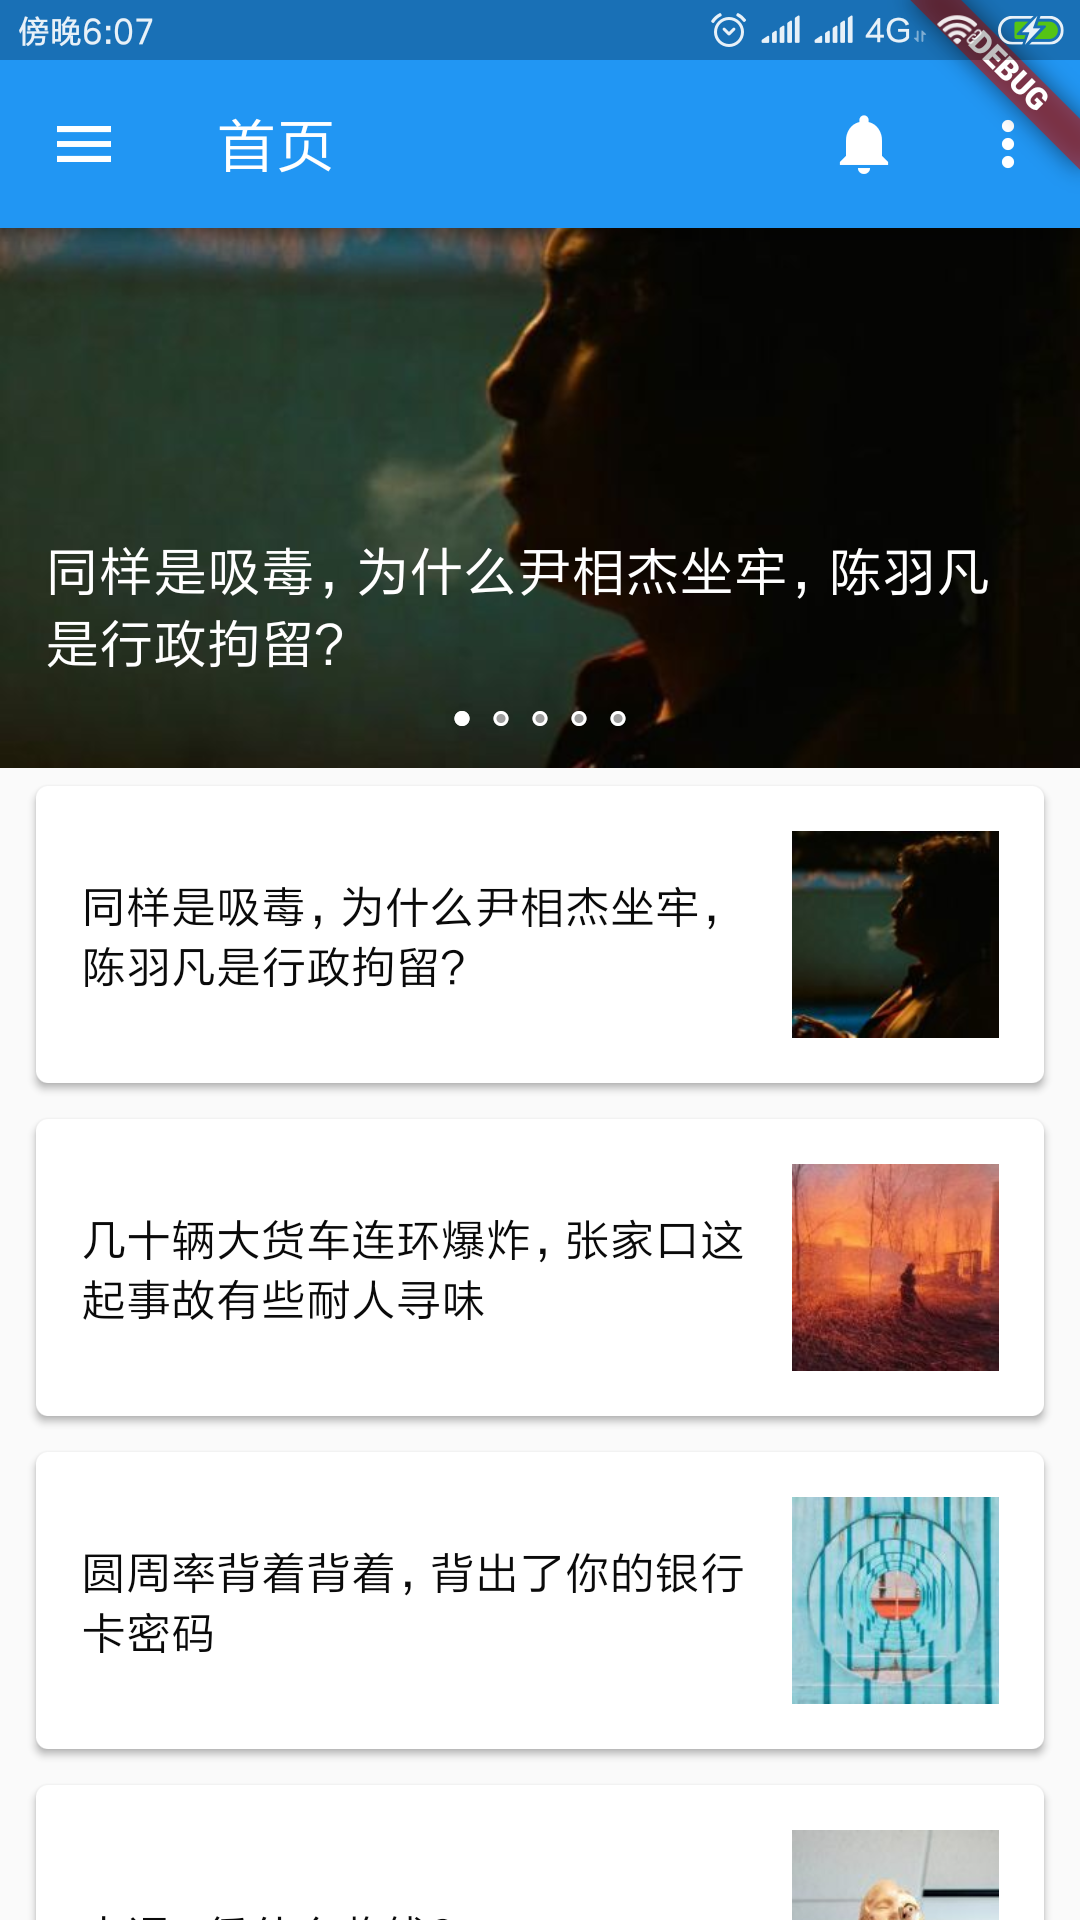 傍晚6:07
4G
DEBUG
首页
同样是吸毒，为什么尹相杰坐牢，陈羽凡
是行政拘留？
同样是吸毒，为什么尹相杰坐牢，
陈羽凡是行政拘留？
几十辆大货车连环爆炸，张家口这
起事故有些耐人寻味
圆周率背着背着，背出了你的银行
卡密码